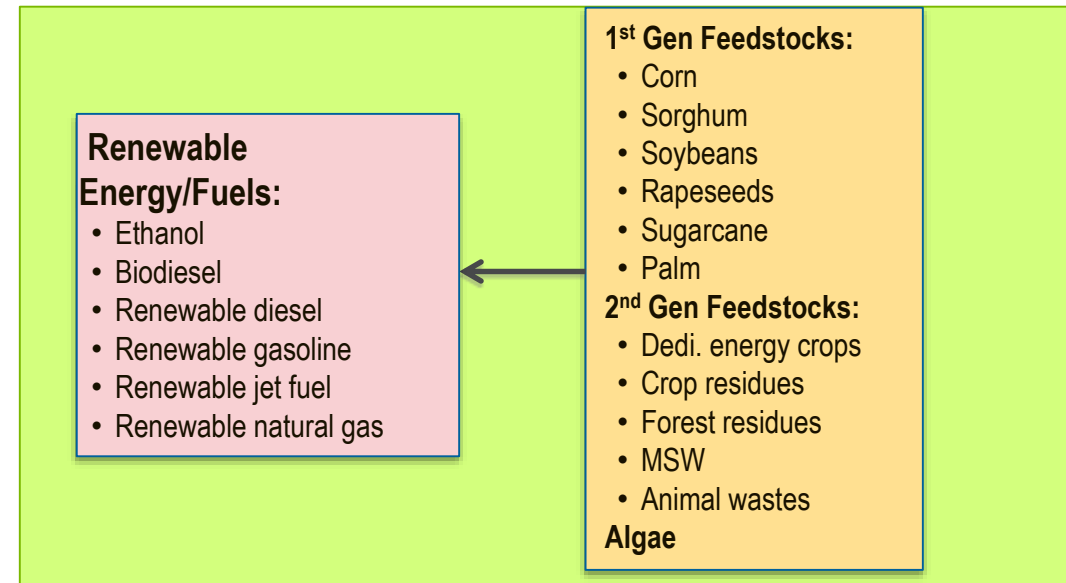 Renewable
Energy/Fuels:
• Ethanol
• Biodiesel
• Renewable diesel
• Renewable gasoline
• Renewable jet fuel
• Renewable natural gas
1st Gen Feedstocks:
• Corn
• Sorghum
• Soybeans
• Rapeseeds
• Sugarcane
• Palm
2nd Gen Feedstocks:
• Dedi. energy crops
• Crop residues
• Forest residues
• MSW
• Animal wastes
Algae